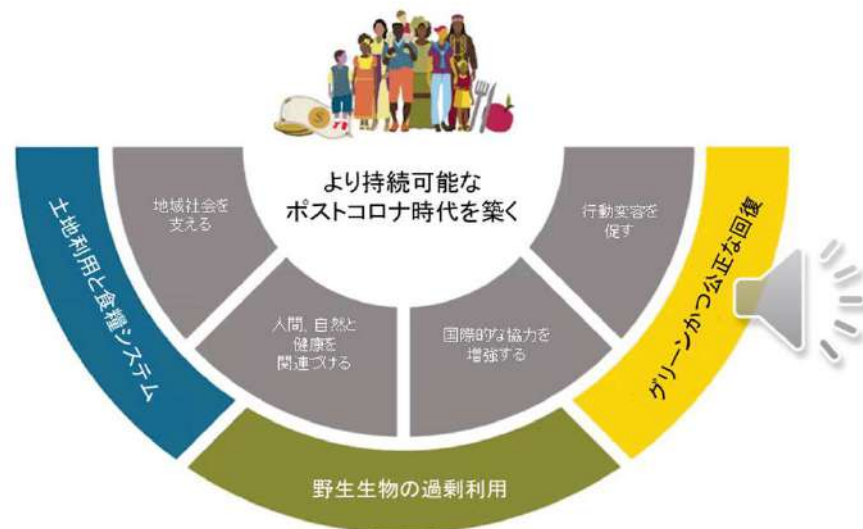 より持続可能な
ポストコロナ時代を築く
地域社会を
支える
人間、自然と
健康を
関連づける
国際的な協力を
増強する
行動変容を
促す
土地利用と食糧システム
野生生物の過剰利用
グリーンかつ公正な回復
$